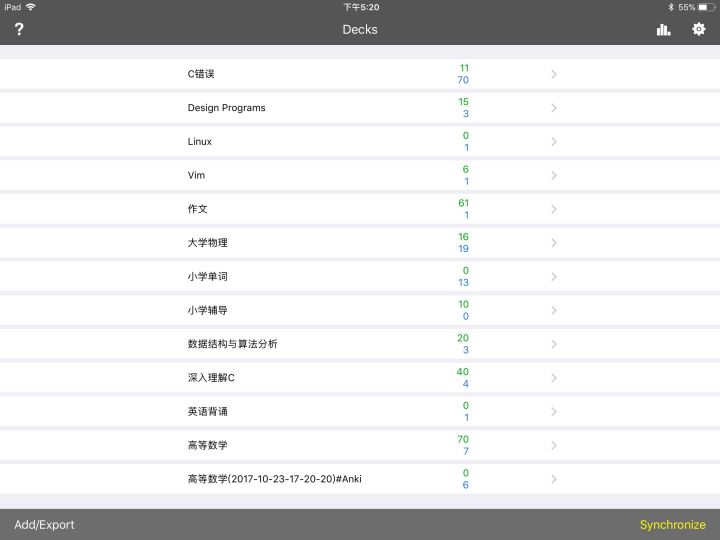 iPad 下午5:20 55%
? Decks
C错误 11
70
Design Programs 15
3
Linux 0
1
Vim 6
1
作文 61
1
大学物理 16
19
小学单词 0
13
小学辅导 10
0
数据结构与算法分析 20
3
深入理解C 40
4
英语背诵 0
1
高等数学 70
7
高等数学(2017-10-23-17-20-20)#Anki 0
6
Add/Export Synchronize